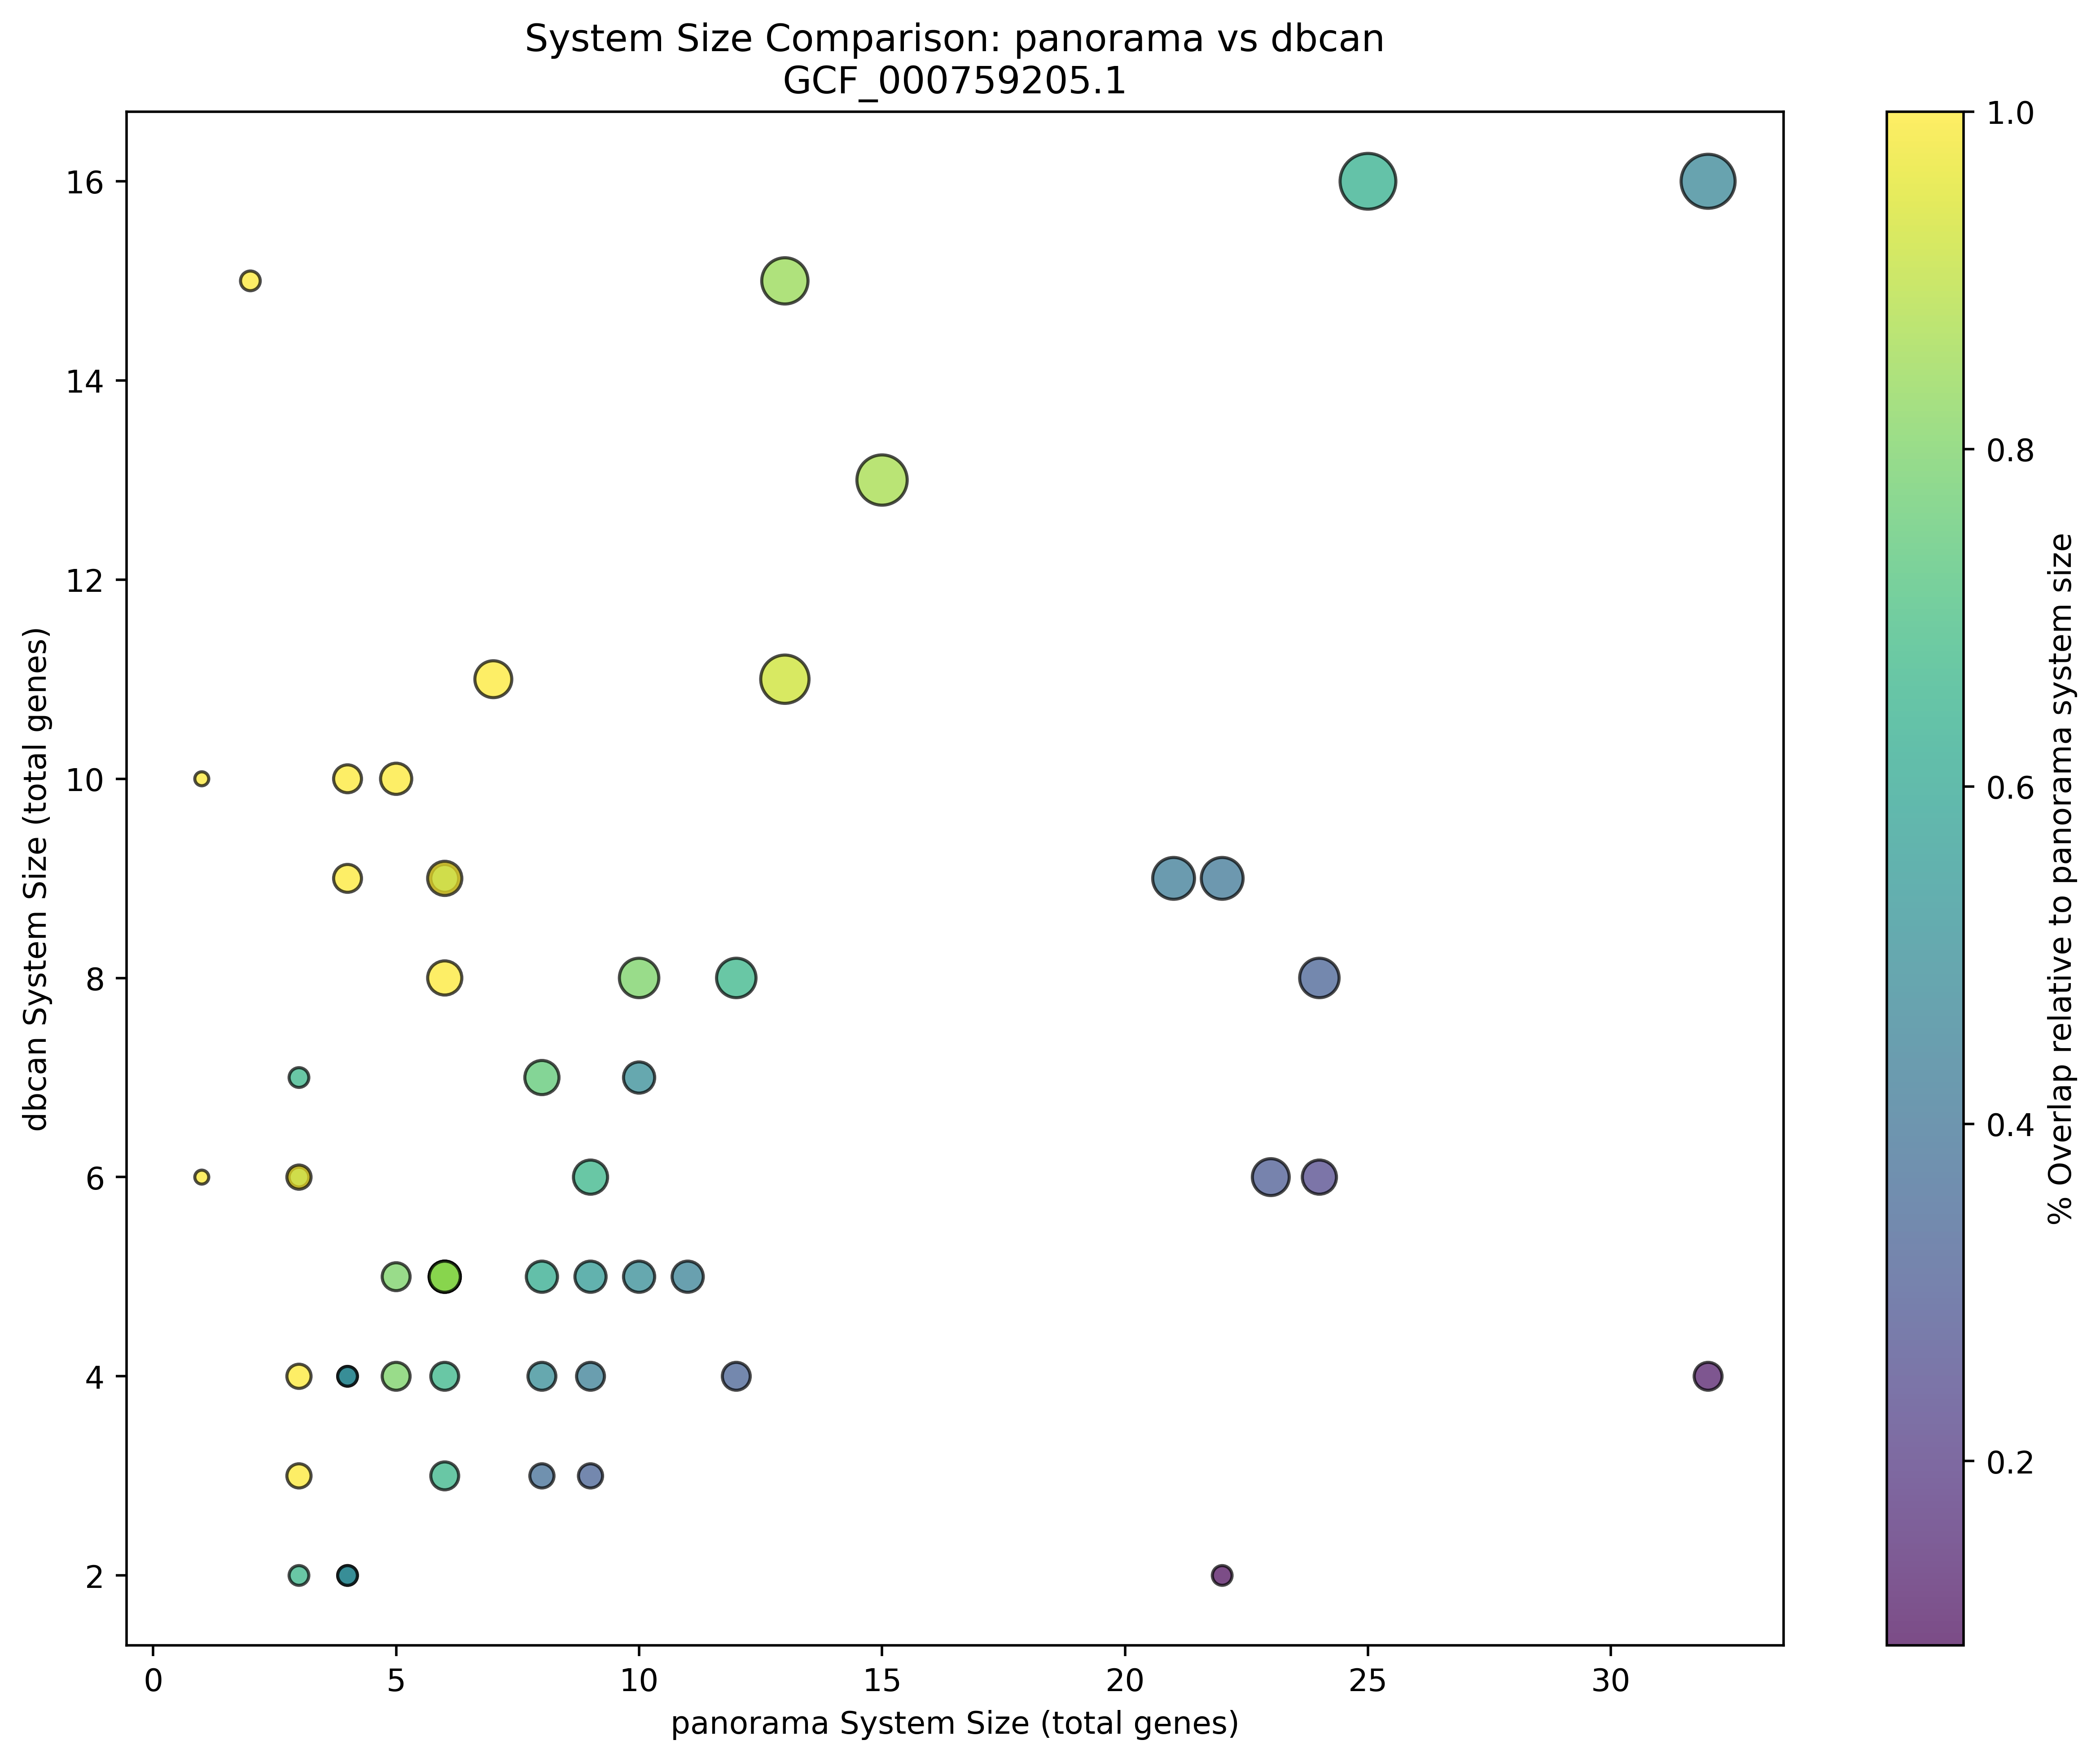 System Size Comparison: panorama vs dbcan
GCF_000759205.1
dbcan System Size (total genes)
16
14
12
10
8
6
4
2
0 5 10 15 20 25 30
panorama System Size (total genes)
1.0
0.8
0.6
0.4
0.2
% Overlap relative to panorama system size